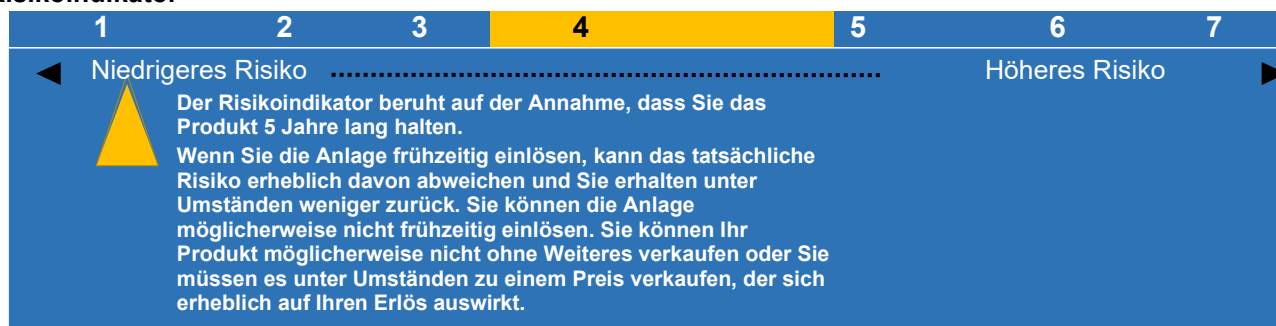 Risikoindikator
1 2 3 4 5 6 7
Niedrigeres Risiko Höheres Risiko
Der Risikoindikator beruht auf der Annahme, dass Sie das
Produkt 5 Jahre lang halten.
Wenn Sie die Anlage frühzeitig einlösen, kann das tatsächliche
Risiko erheblich davon abweichen und Sie erhalten unter
Umständen weniger zurück. Sie können die Anlage
möglicherweise nicht frühzeitig einlösen. Sie können Ihr
Produkt möglicherweise nicht ohne Weiteres verkaufen oder Sie
müssen es unter Umständen zu einem Preis verkaufen, der sich
erheblich auf Ihren Erlös auswirkt.